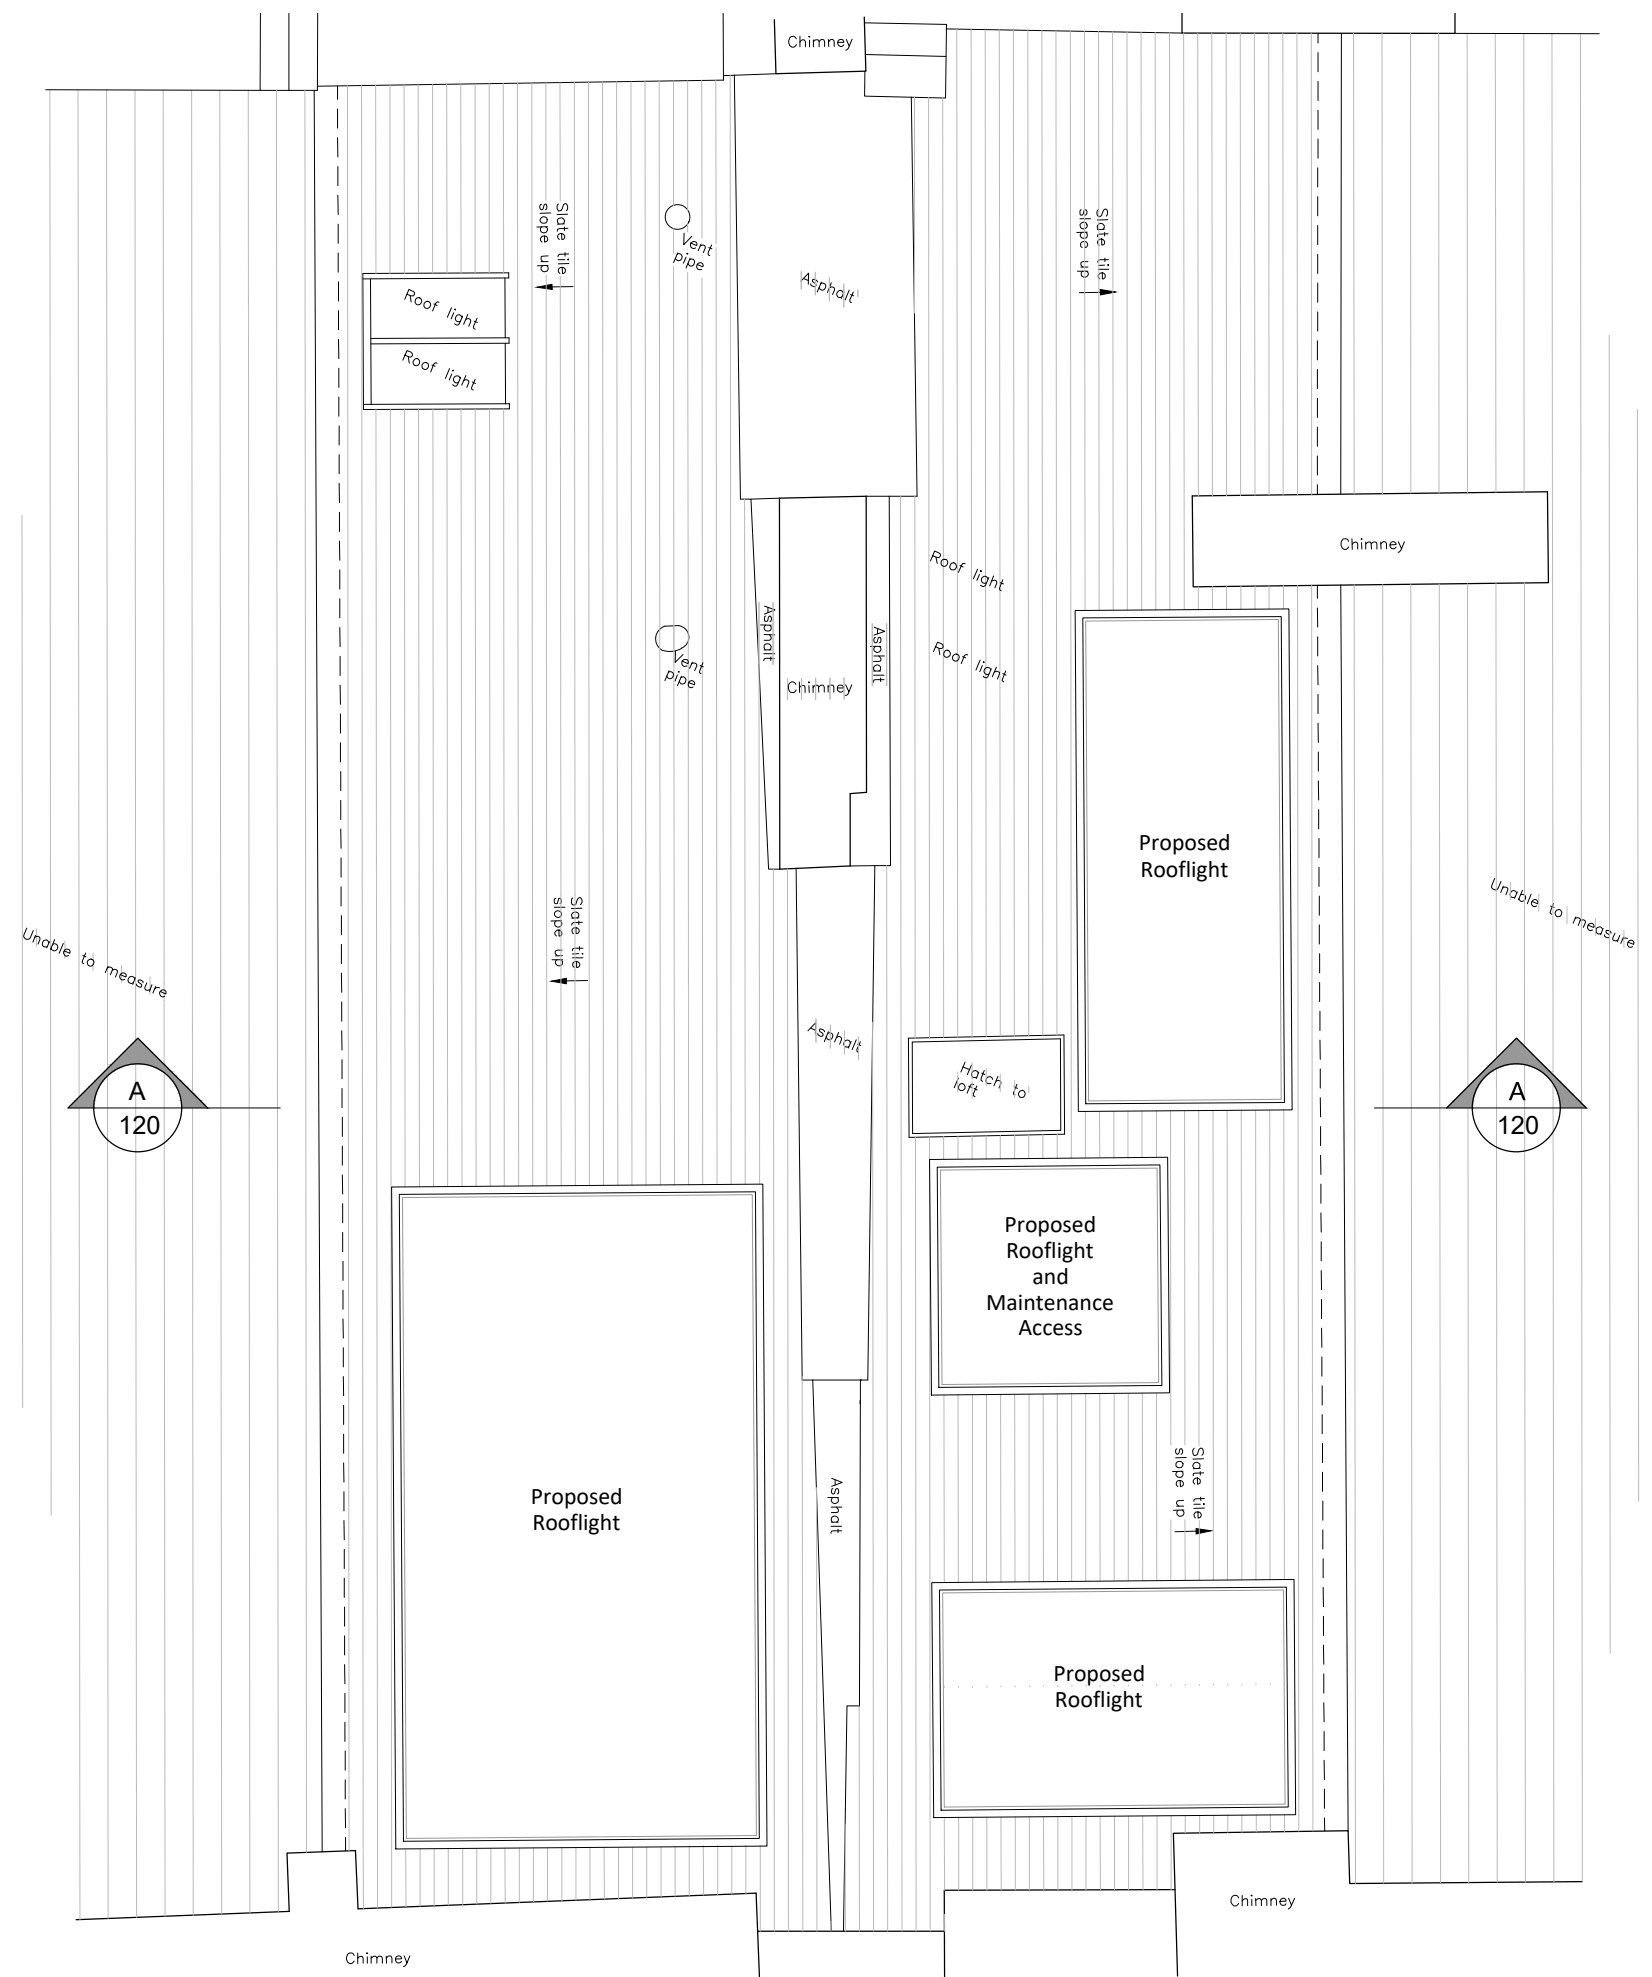 Chimney
Slate tile
slope up
Vent
pipe
Slate tile
slope up
Asphalt
Roof light
Roof light
Chimney
Roof light
Asphalt
Asphalt
Roof light
Vent
pipe
Chimney
Proposed
Rooflight
Unable to measure
Slate tile
slope up
Unable to measure
Asphalt
Hatch to
loft
A
120
A
120
Proposed
Rooflight
and
Maintenance
Access
Slate tile
slope up
Asphalt
Proposed
Rooflight
Proposed
Rooflight
Chimney
Chimney